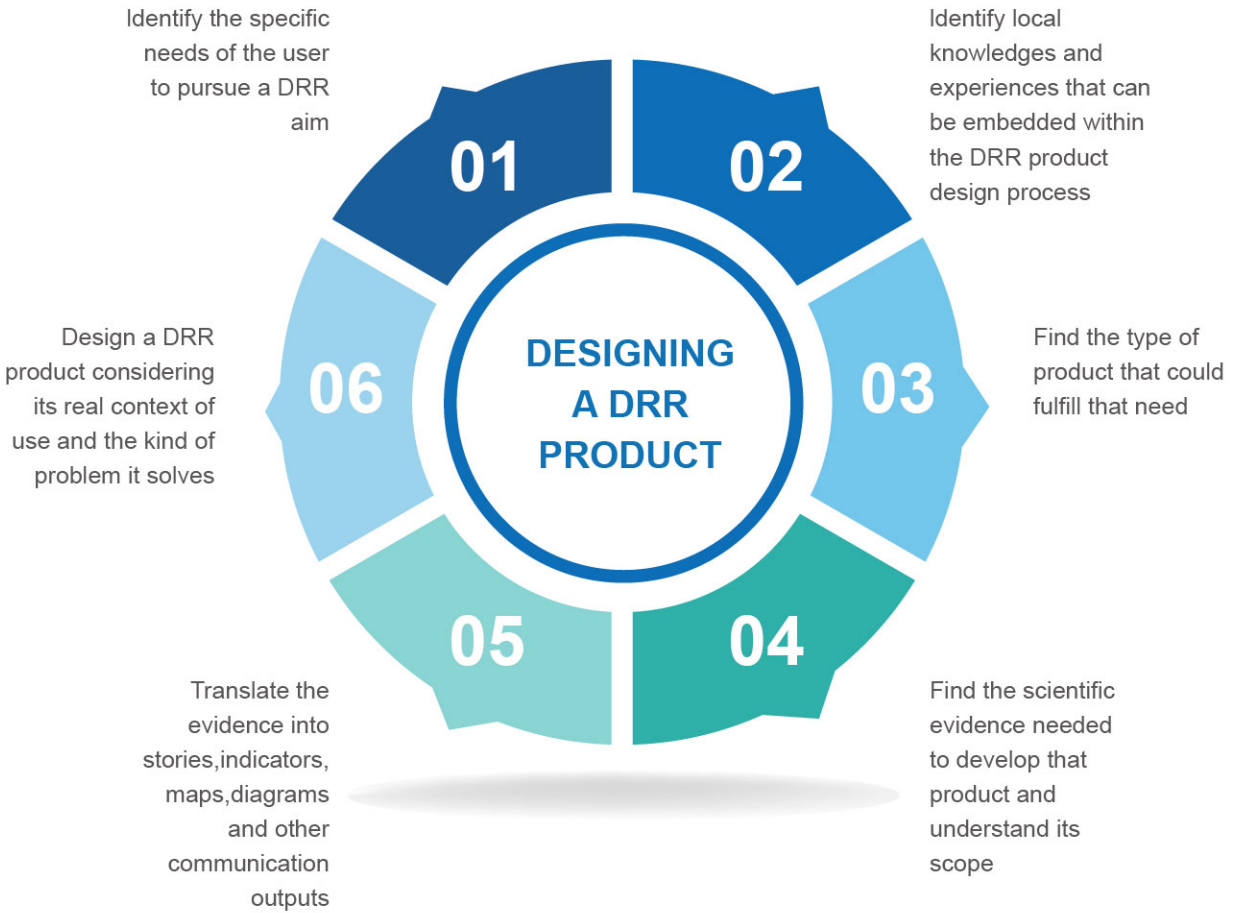 Identify the specific
needs of the user
to pursue a DRR
aim
01
02
Identify local
knowledges and
experiences that can
be embedded within
the DRR product
design process
03
Find the type of
product that could
fulfill that need
04
Find the scientific
evidence needed
to develop that
product and
understand its
scope
05
Translate the
evidence into
stories,indicators,
maps,diagrams
and other
communication
outputs
06
Design a DRR
product considering
its real context of
use and the kind of
problem it solves
DESIGNING
A DRR
PRODUCT